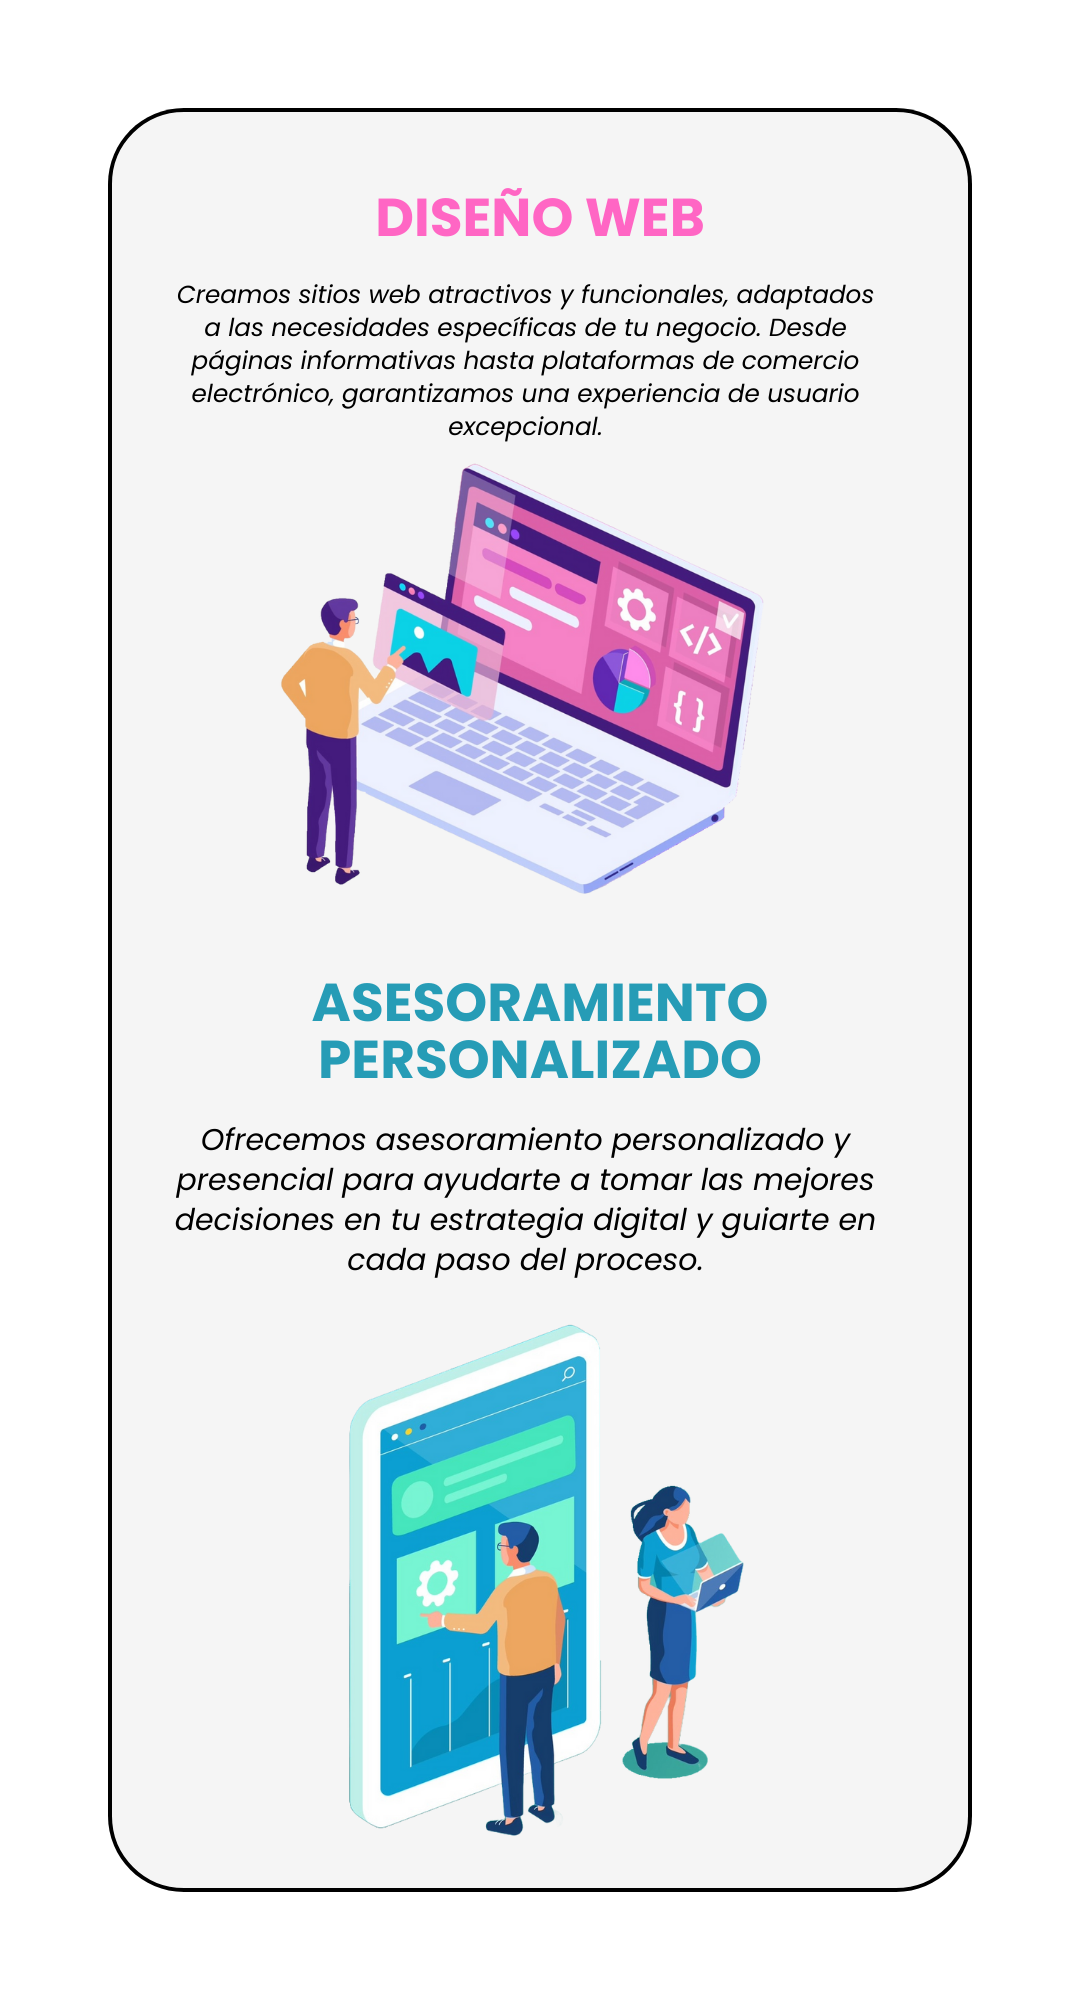 DISEÑO WEB
Creamos sitios web atractivos y funcionales, adaptados
a las necesidades específicas de tu negocio. Desde
páginas informativas hasta plataformas de comercio
electrónico, garantizamos una experiencia de usuario
excepcional.
</>
{ }
ASESORAMIENTO
PERSONALIZADO
Ofrecemos asesoramiento personalizado y
presencial para ayudarte a tomar las mejores
decisiones en tu estrategia digital y guiarte en
cada paso del proceso.